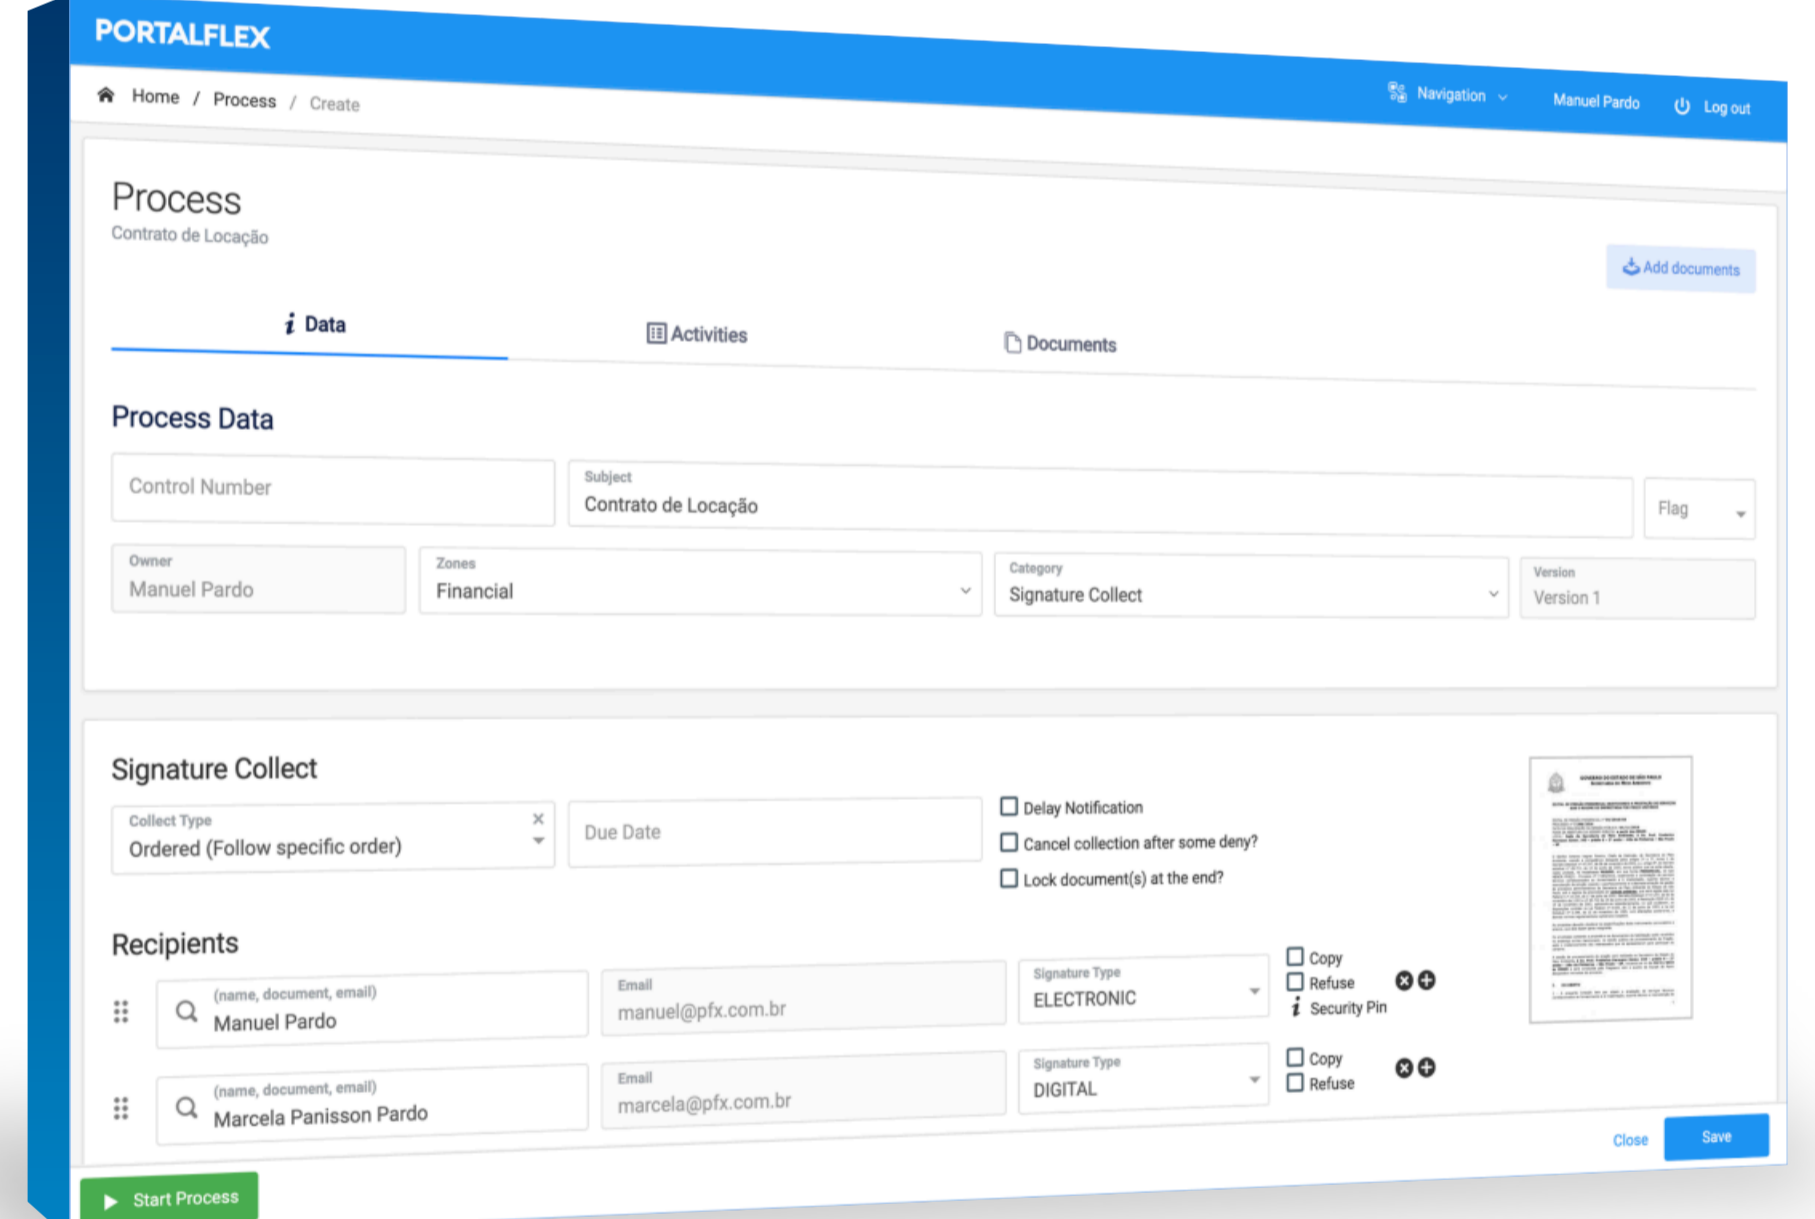 PORTALFLEX
Home / Process / Create
Navigation
Manuel Pardo
Log out
Process
Contrato de Locação
Add documents
Data
Activities
Documents
Process Data
Control Number
Subject
Contrato de Locação
Flag
Owner
Manuel Pardo
Zones
Financial
Category
Signature Collect
Version
Version 1
Signature Collect
Collect Type
Ordered (Follow specific order)
Due Date
Delay Notification
Cancel collection after some deny?
Lock document(s) at the end?
Recipients
(name, document, email)
Manuel Pardo
Email
manuel@pfx.com.br
Signature Type
ELECTRONIC
Copy
Refuse
Security Pin
(name, document, email)
Marcela Panisson Pardo
Email
marcela@pfx.com.br
Signature Type
DIGITAL
Copy
Refuse
Close
Save
Start Process